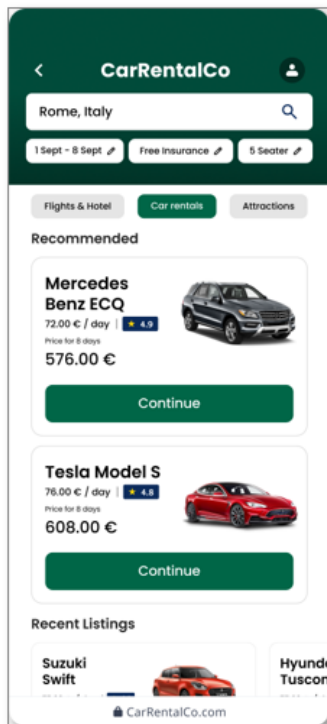 CarRentalCo
Rome, Italy
1 Sept - 8 Sept
Free Insurance
5 Seater
Flights & Hotel
Car rentals
Attractions
Recommended
Mercedes
Benz ECQ
72.00 € / day | ★ 4.9
Price for 8 days
576.00 €
Continue
Tesla Model S
76.00 € / day | ★ 4.8
Price for 8 days
608.00 €
Continue
Recent Listings
Suzuki
Swift
Hyund
Tuscon
CarRentalCo.com